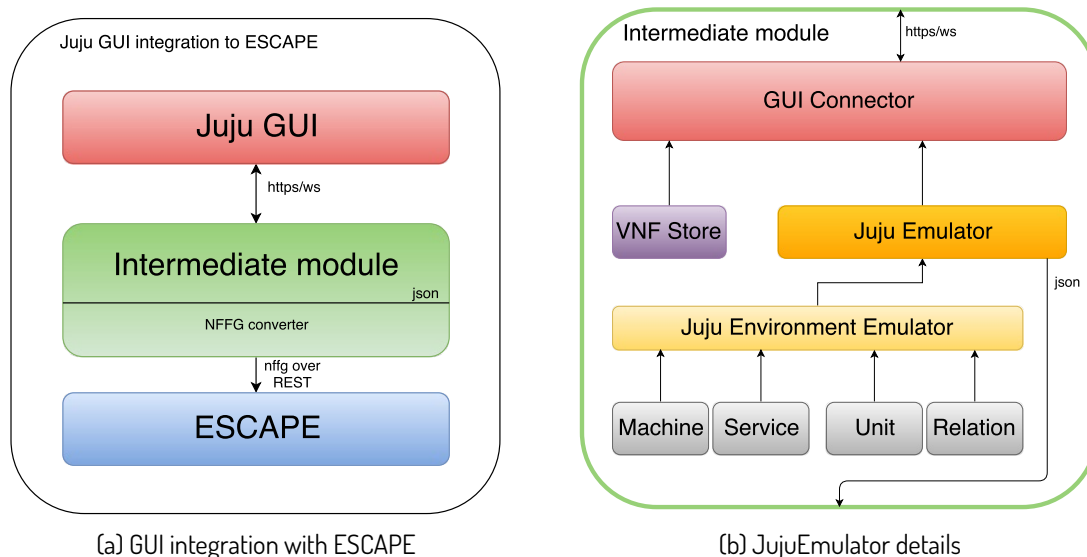 Juju GUI integration to ESCAPE
Juju GUI
https/ws
Intermediate module
json
NFFG converter
nffg over
REST
ESCAPE
(a) GUI integration with ESCAPE
Intermediate module
https/ws
GUI Connector
VNF Store
Juju Emulator
json
Juju Environment Emulator
Machine
Service
Unit
Relation
(b) JujuEmulator details